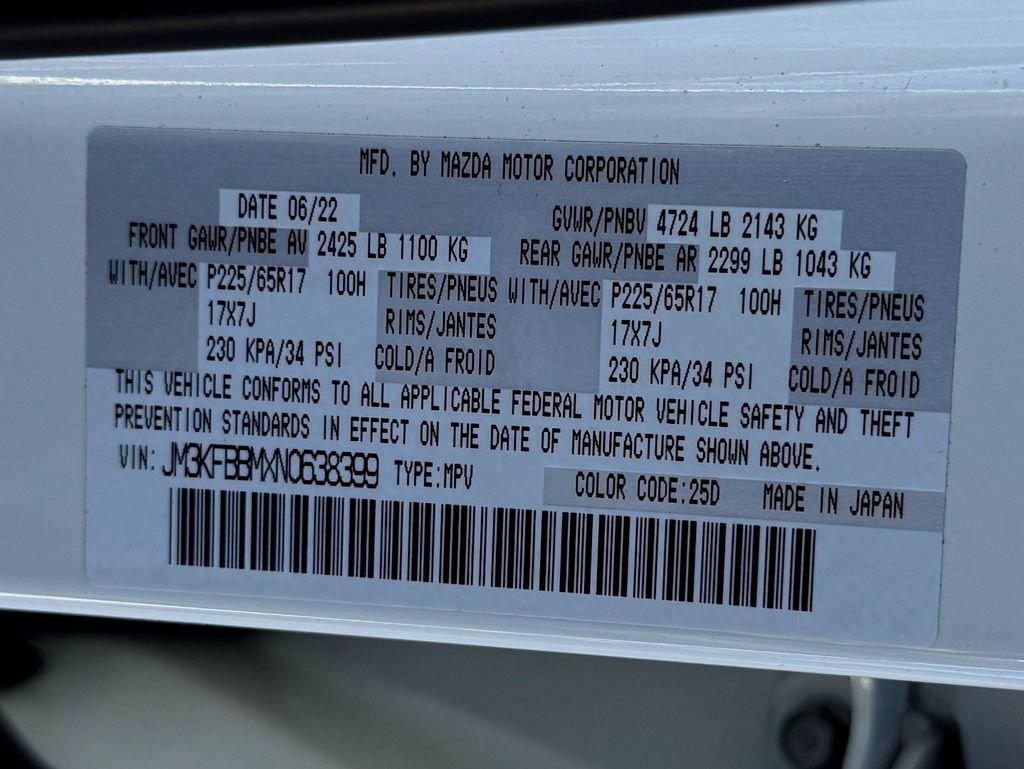 MFD. BY MAZDA MOTOR CORPORATION
DATE 06/22 GVWR/PNBV 4724 LB 2143 KG
FRONT GAWR/PNBE AV 2425 LB 1100 KG REAR GAWR/PNBE AR 2299 LB 1043 KG
WITH/AVEC P225/65R17 100H TIRES/PNEUS WITH/AVEC P225/65R17 100H TIRES/PNEUS
17X7J RIMS/JANTES 17X7J RIMS/JANTES
230 KPA/34 PSI COLD/A FROID 230 KPA/34 PSI COLD/A FROID
THIS VEHICLE CONFORMS TO ALL APPLICABLE FEDERAL MOTOR VEHICLE SAFETY AND THEFT
PREVENTION STANDARDS IN EFFECT ON THE DATE OF MANUFACTURE SHOWN ABOVE.
VIN: JM3KFBBMXN0638399 TYPE:MPV COLOR CODE:25D MADE IN JAPAN